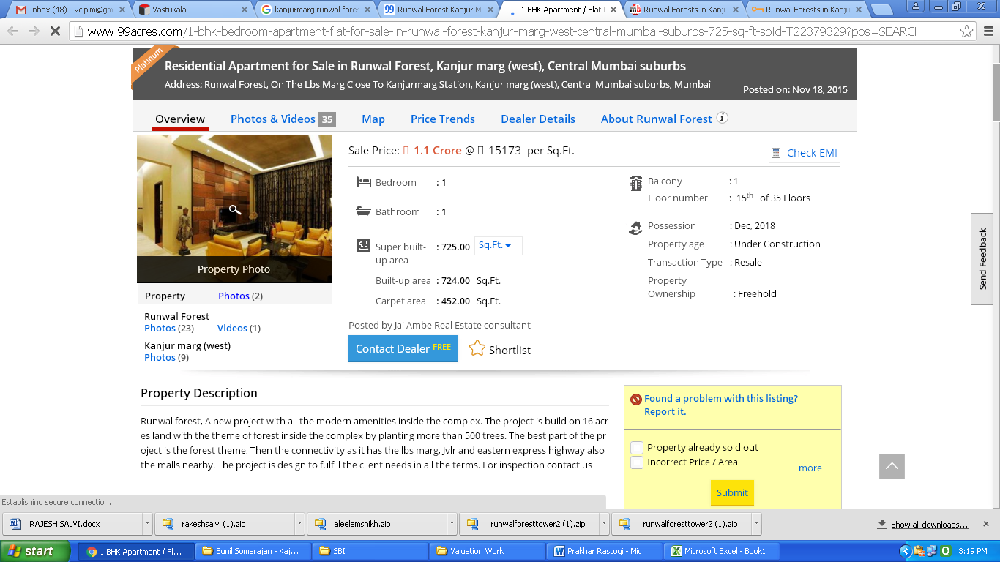 Inbox (48) - vciplm@gm
Vastukala
kanjurmarg runwal fore
Runwal Forest Kanjur M
1 BHK Apartment / Flat
Runwal Forests in Kanju
Runwal Forests in Kanju
www.99acres.com/1-bhk-bedroom-apartment-flat-for-sale-in-runwal-forest-kanjur-marg-west-central-mumbai-suburbs-725-sq-ft-spid-T22379329?pos=SEARCH
Platinum
Residential Apartment for Sale in Runwal Forest, Kanjur marg (west), Central Mumbai suburbs
Address: Runwal Forest, On The Lbs Marg Close To Kanjurmarg Station, Kanjur marg (west), Central Mumbai suburbs, Mumbai
Posted on: Nov 18, 2015
Overview
Photos & Videos 35
Map
Price Trends
Dealer Details
About Runwal Forest i
Sale Price: 1.1 Crore @ 15173 per Sq.Ft.
Check EMI
Property Photo
Property
Photos (2)
Runwal Forest
Photos (23)
Videos (1)
Kanjur marg (west)
Photos (9)
Bedroom : 1
Bathroom : 1
Super built-
up area
: 725.00
Sq.Ft.
Built-up area : 724.00 Sq.Ft.
Carpet area : 452.00 Sq.Ft.
Balcony : 1
Floor number : 15th of 35 Floors
Possession : Dec, 2018
Property age : Under Construction
Transaction Type : Resale
Property
Ownership : Freehold
Posted by Jai Ambe Real Estate consultant
Contact Dealer FREE
Shortlist
Send Feedback
Property Description
Runwal forest, A new project with all the modern amenities inside the complex. The project is build on 16 acr
es land with the theme of forest inside the complex by planting more than 500 trees. The best part of the pr
oject is the forest theme, Then the connectivity as it has the lbs marg, Jvlr and eastern express highway also
the malls nearby. The project is design to fulfill the client needs in all the terms. For inspection contact us
Found a problem with this listing?
Report it.
Property already sold out
Incorrect Price / Area
more +
Submit
Establishing secure connection...
RAJESH SALVI.docx
rakeshsalvi (1).zip
aleelamshikh.zip
_runwalforesttower2 (1).zip
_runwalforesttower2 (1).zip
Show all downloads...
start
1 BHK Apartment / Fl...
Sunil Somarajan - Kaj...
SBI
Valuation Work
Prakhar Rastogi - Mic...
Microsoft Excel - Book1
3:19 PM